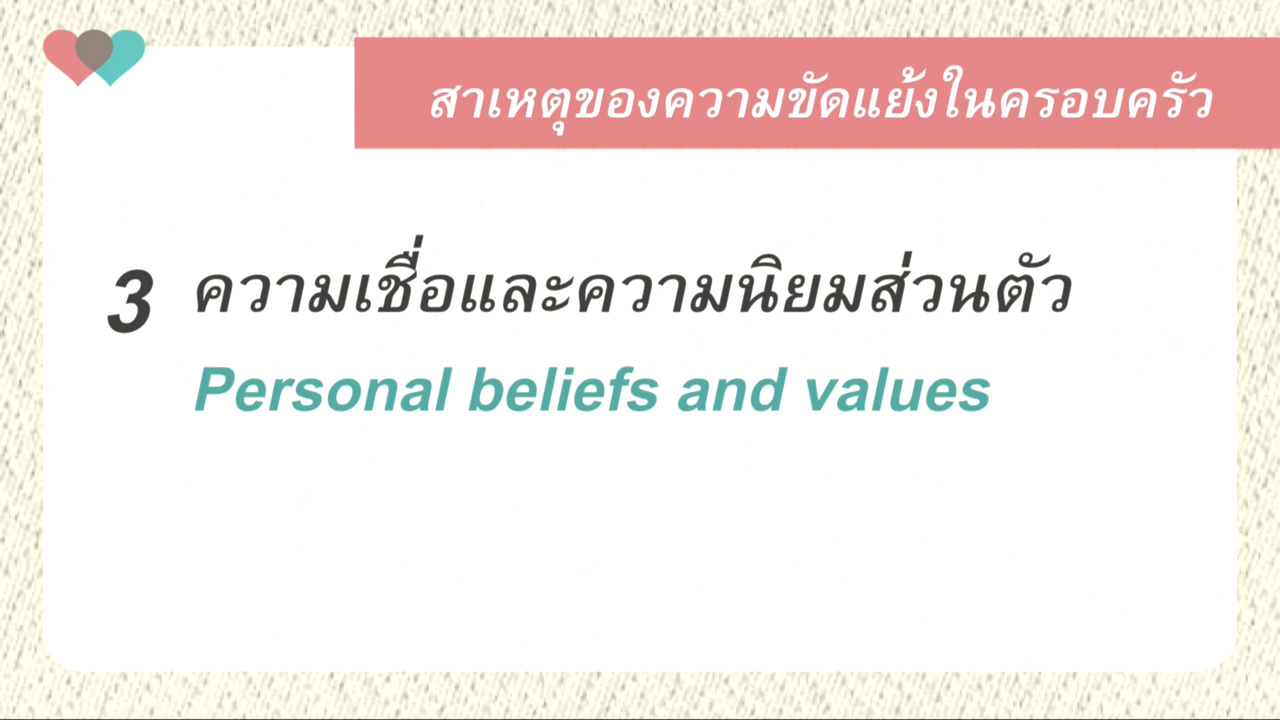 สาเหตุของความขัดแย้งในครอบครัว
3 ความเชื่อและความนิยมส่วนตัว
Personal beliefs and values